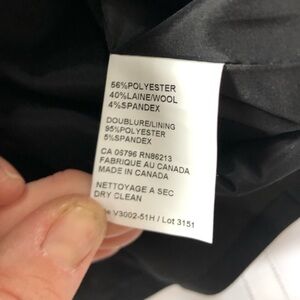 56%POLYESTER
40%LAINE/WOOL
4%SPANDEX
DOUBLURE/LINING
95%POLYESTER
5%SPANDEX
CA 06796 RN86213
FABRIQUE AU CANADA
MADE IN CANADA
NETTOYAGE A SEC
DRY CLEAN
V3002-51H / Lot 3151